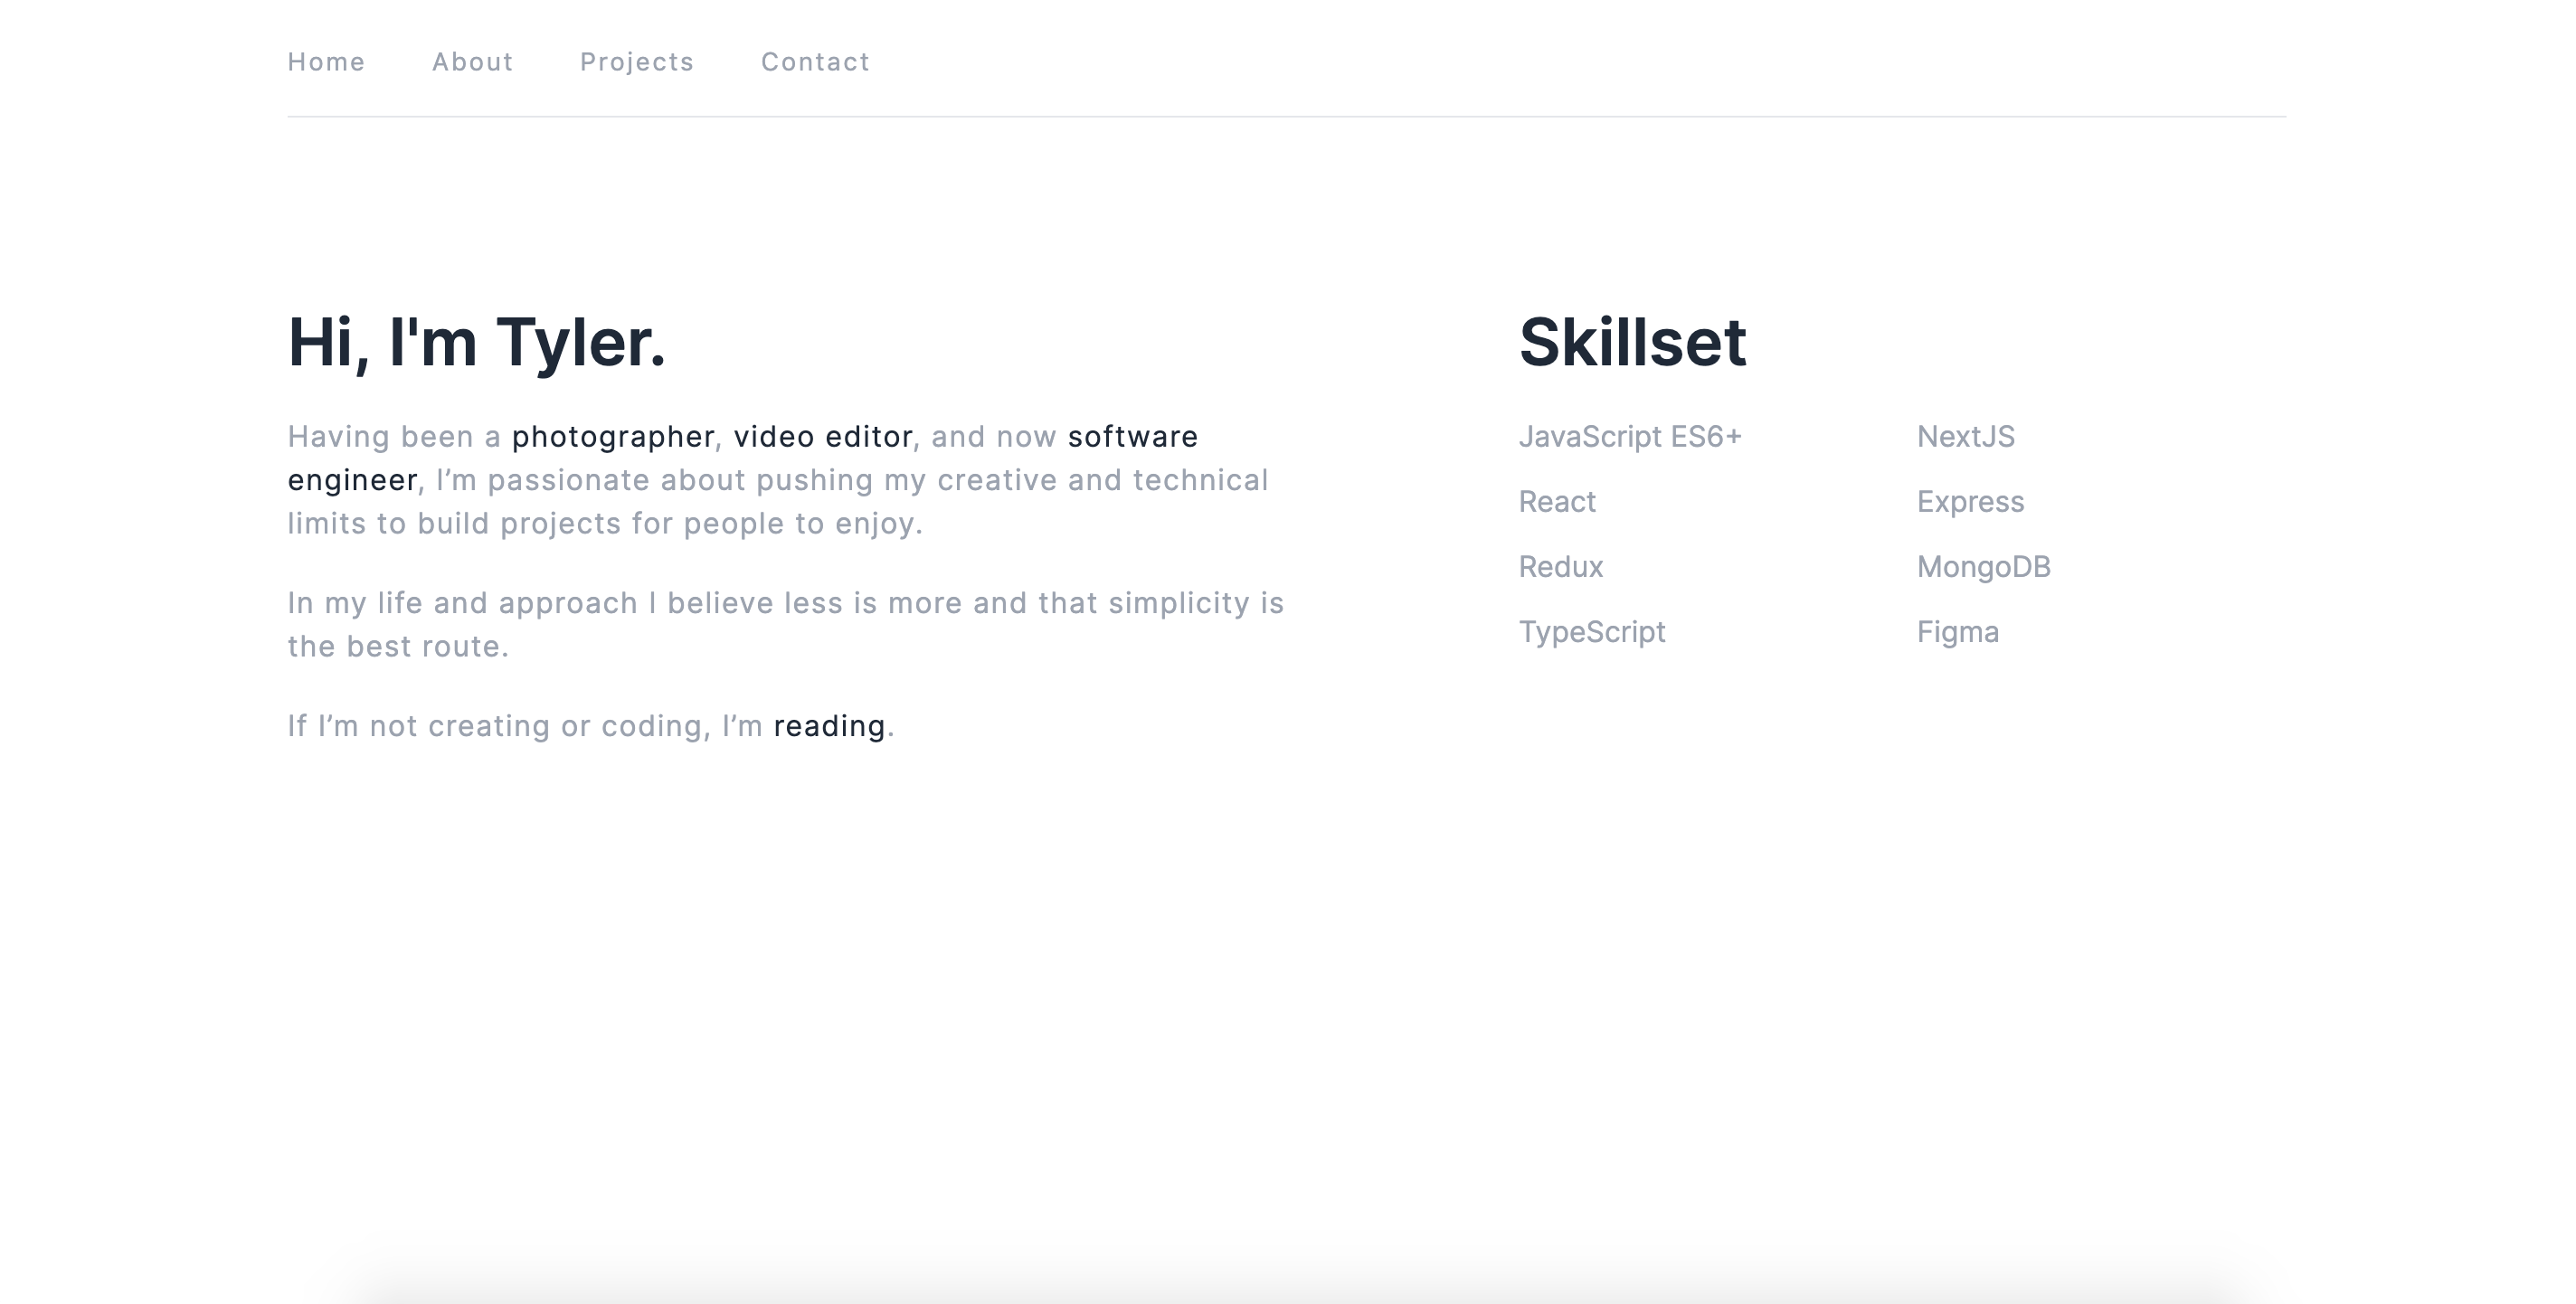 Home About Projects Contact
Hi, I'm Tyler.
Having been a photographer, video editor, and now software
engineer, I’m passionate about pushing my creative and technical
limits to build projects for people to enjoy.
In my life and approach I believe less is more and that simplicity is
the best route.
If I’m not creating or coding, I’m reading.
Skillset
JavaScript ES6+ NextJS
React Express
Redux MongoDB
TypeScript Figma